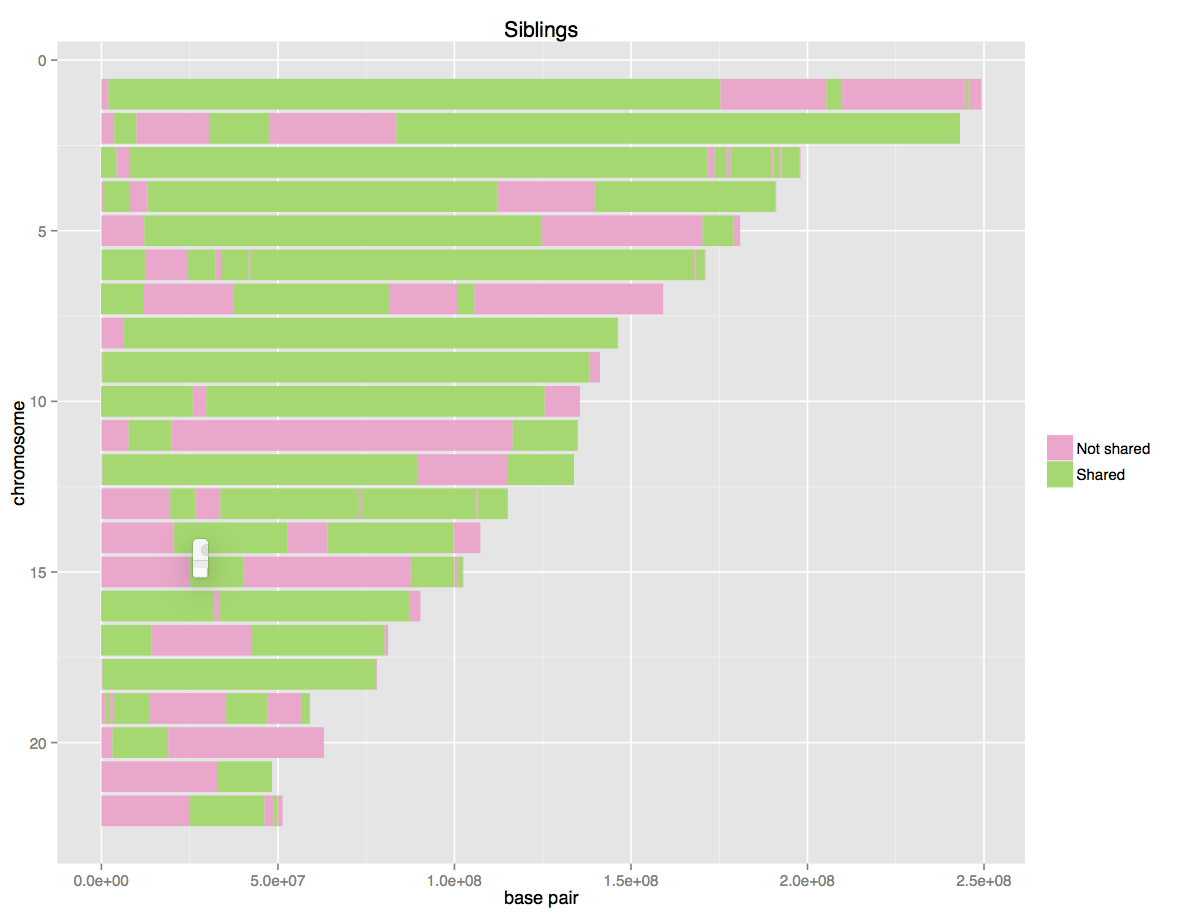 Siblings
0
5
10
15
20
chromosome
0.0e+00
5.0e+07
1.0e+08
1.5e+08
2.0e+08
2.5e+08
base pair
Not shared
Shared